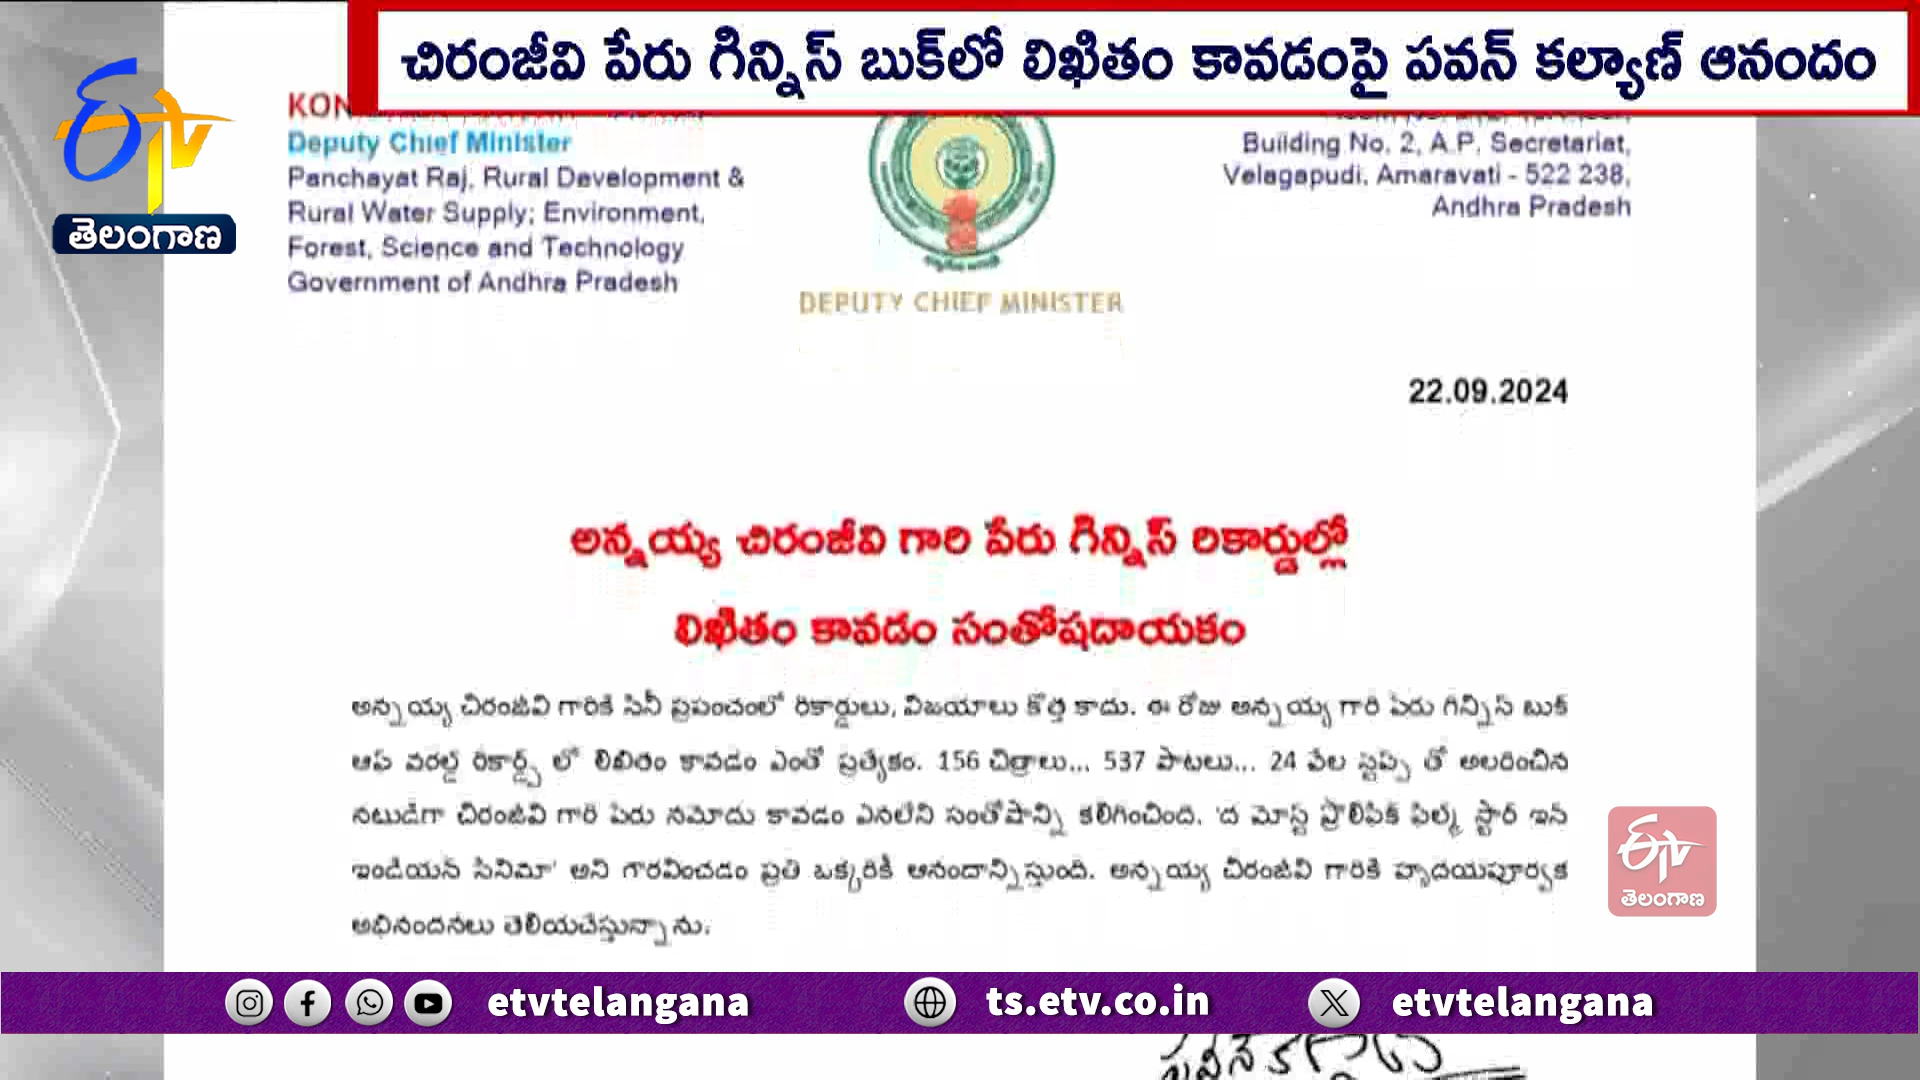 చిరంజీవి పేరు గిన్నిస్ బుక్‌లో లిఖితం కావడంపై పవన్ కల్యాణ్ ఆనందం
ETV
తెలంగాణ
KON
Deputy Chief Minister
Panchayat Raj, Rural Development &
Rural Water Supply; Environment,
Forest, Science and Technology
Government of Andhra Pradesh
DEPUTY CHIEF MINISTER
Building No. 2, A.P. Secretariat,
Velagapudi, Amaravati - 522 238,
Andhra Pradesh
22.09.2024
అన్నయ్య చిరంజీవి గారి పేరు గిన్నిస్ రికార్డుల్లో
లిఖితం కావడం సంతోషదాయకం
అన్నయ్య చిరంజీవి గారికి సినీ ప్రపంచంలో రికార్డులు, విజయాలు కొత్త కాదు. ఈ రోజు అన్నయ్య గారి పేరు గిన్నిస్ బుక్
ఆఫ్ వరల్డ్ రికార్డ్స్ లో లిఖితం కావడం ఎంతో ప్రత్యేకం. 156 చిత్రాలు... 537 పాటలు... 24 వేల స్టెప్స్ తో అలరించిన
నటుడిగా చిరంజీవి గారి పేరు నమోదు కావడం ఎనలేని సంతోషాన్ని కలిగించింది. 'ద మోస్ట్ ప్రొలిఫిక్ ఫిల్మ్ స్టార్ ఇన్
ఇండియన్ సినిమా' అని గౌరవించడం ప్రతి ఒక్కరికీ ఆనందాన్నిస్తుంది. అన్నయ్య చిరంజీవి గారికి హృదయపూర్వక
అభినందనలు తెలియచేస్తున్నాను.
ETV
తెలంగాణ
etvtelangana
ts.etv.co.in
etvtelangana